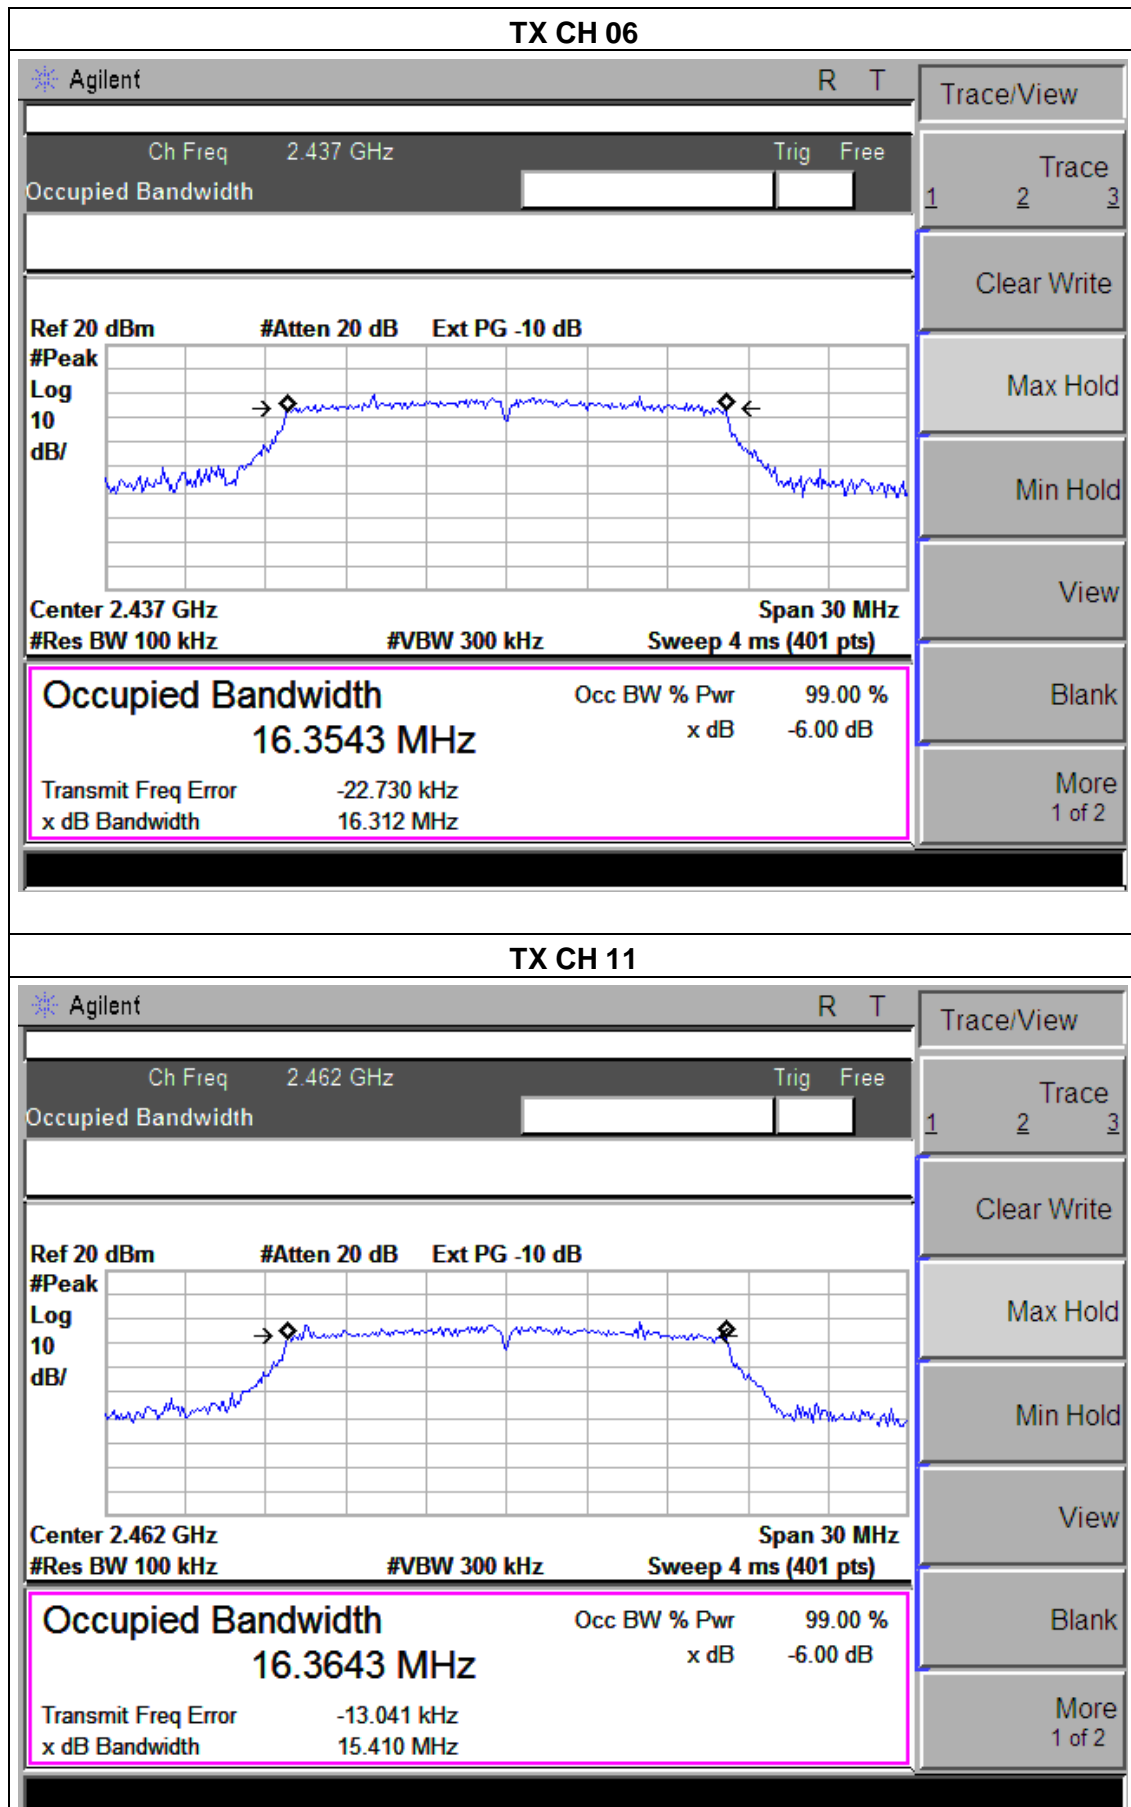 TX CH 06
Agilent R T
Trace/View
Ch Freq 2.437 GHz Trig Free
Occupied Bandwidth
Trace
1 2 3
Clear Write
Ref 20 dBm #Atten 20 dB Ext PG -10 dB
#Peak
Log
10
dB/
Max Hold
Min Hold
View
Center 2.437 GHz Span 30 MHz
#Res BW 100 kHz #VBW 300 kHz Sweep 4 ms (401 pts)
Occupied Bandwidth Occ BW % Pwr 99.00 %
16.3543 MHz x dB -6.00 dB
Transmit Freq Error -22.730 kHz
x dB Bandwidth 16.312 MHz
Blank
More
1 of 2
TX CH 11
Agilent R T
Trace/View
Ch Freq 2.462 GHz Trig Free
Occupied Bandwidth
Trace
1 2 3
Clear Write
Ref 20 dBm #Atten 20 dB Ext PG -10 dB
#Peak
Log
10
dB/
Max Hold
Min Hold
View
Center 2.462 GHz Span 30 MHz
#Res BW 100 kHz #VBW 300 kHz Sweep 4 ms (401 pts)
Occupied Bandwidth Occ BW % Pwr 99.00 %
16.3643 MHz x dB -6.00 dB
Transmit Freq Error -13.041 kHz
x dB Bandwidth 15.410 MHz
Blank
More
1 of 2